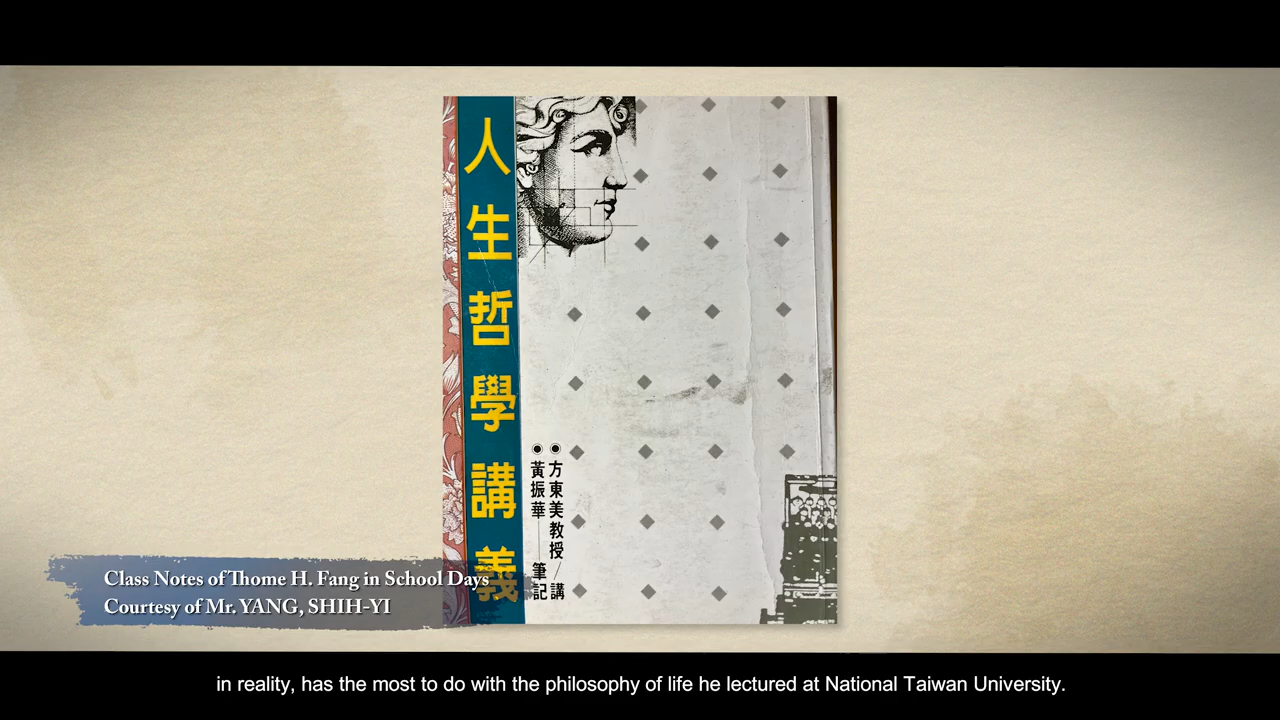 人生哲學講義
方東美教授／講
黃振華──筆記
Class Notes of Thome H. Fang in School Days
Courtesy of Mr. YANG, SHIH-YI
in reality, has the most to do with the philosophy of life he lectured at National Taiwan University.